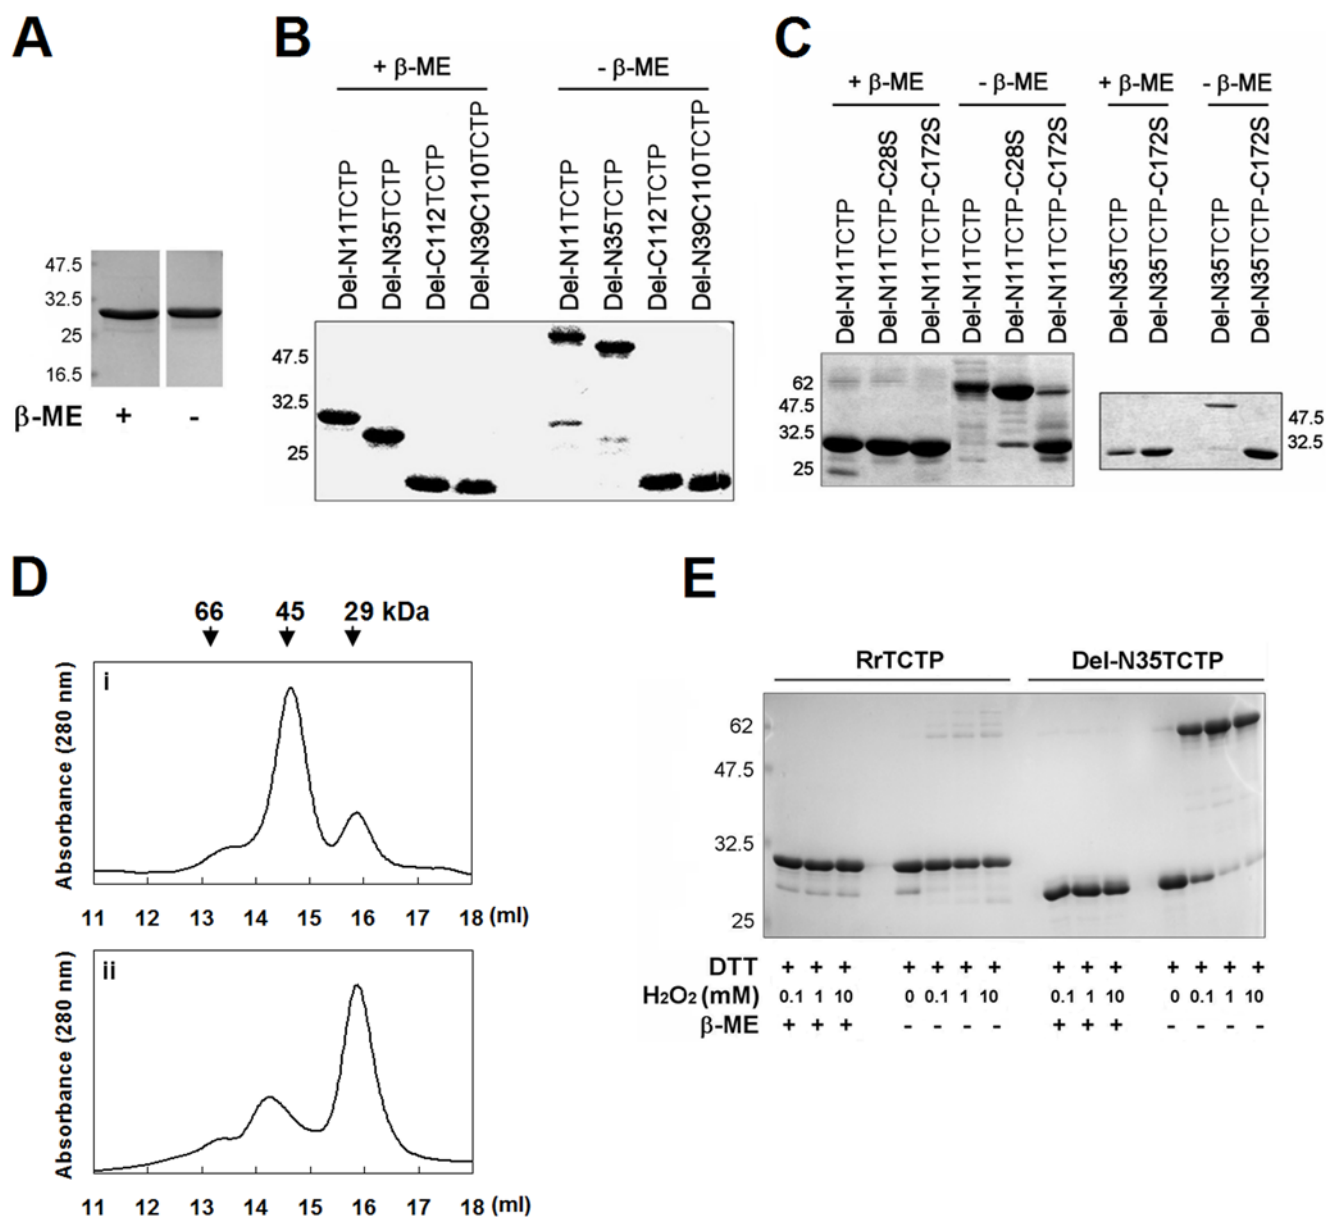 A
47.5
32.5
25
16.5
β-ME + -
B
+ β-ME - β-ME
Del-N11TCTP
Del-N35TCTP
Del-C112TCTP
Del-N39C110TCTP
Del-N11TCTP
Del-N35TCTP
Del-C112TCTP
Del-N39C110TCTP
47.5
32.5
25
C
+ β-ME - β-ME + β-ME - β-ME
Del-N11TCTP
Del-N11TCTP-C28S
Del-N11TCTP-C172S
Del-N11TCTP
Del-N11TCTP-C28S
Del-N11TCTP-C172S
Del-N35TCTP
Del-N35TCTP-C172S
Del-N35TCTP
Del-N35TCTP-C172S
62
47.5
32.5
25
47.5
32.5
D
66 45 29 kDa
Absorbance (280 nm)
i
11 12 13 14 15 16 17 18 (ml)
Absorbance (280 nm)
ii
11 12 13 14 15 16 17 18 (ml)
E
RrTCTP Del-N35TCTP
62
47.5
32.5
25
DTT + + + + + + + + + + + + + +
H2O2 (mM) 0.1 1 10 0 0.1 1 10 0.1 1 10 0 0.1 1 10
β-ME + + + - - - - + + + - - - -